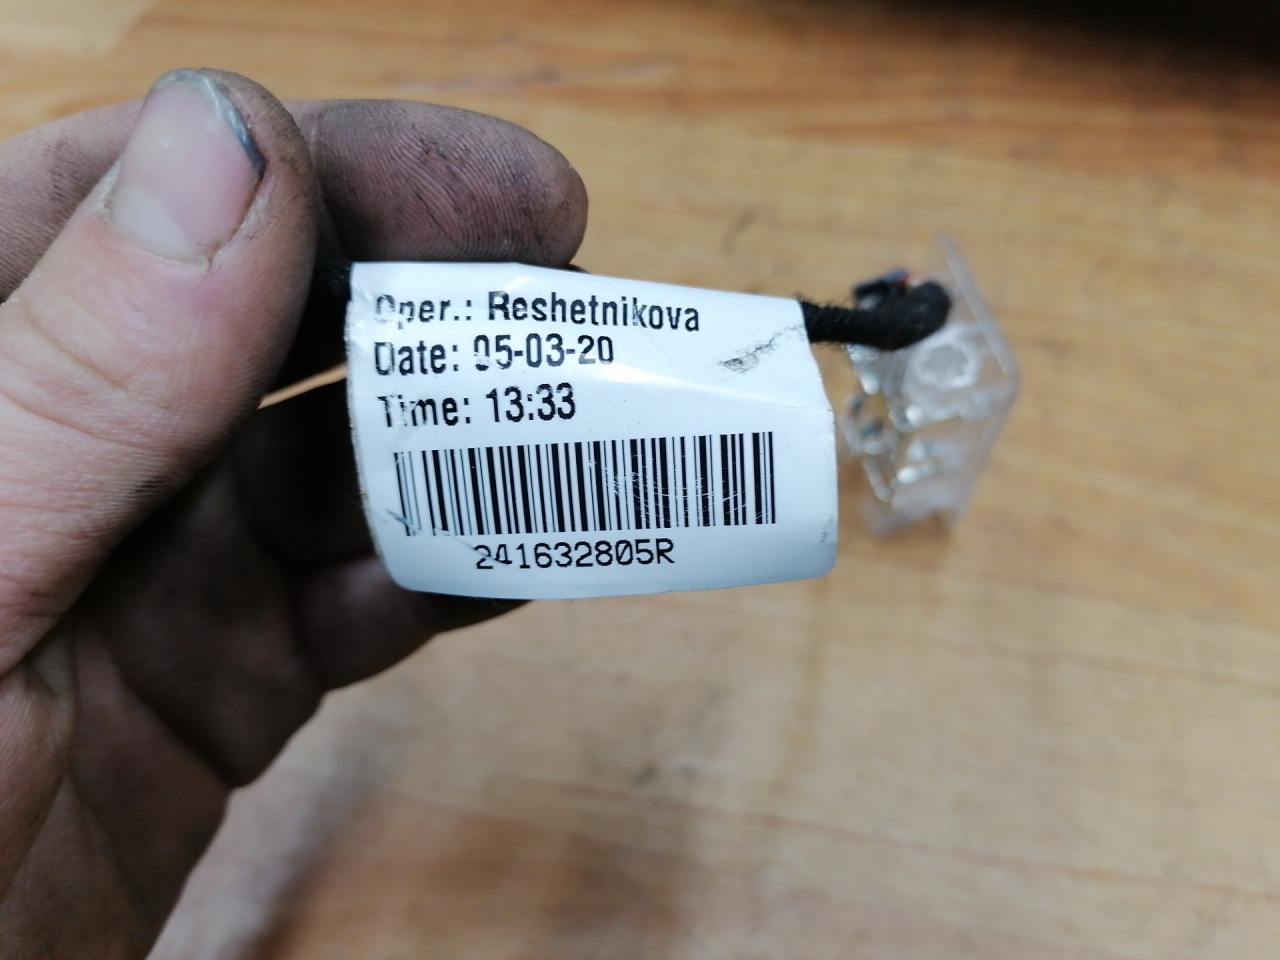 Oper.: Reshetnikova
Date: 05-03-20
Time: 13:33
241632805R